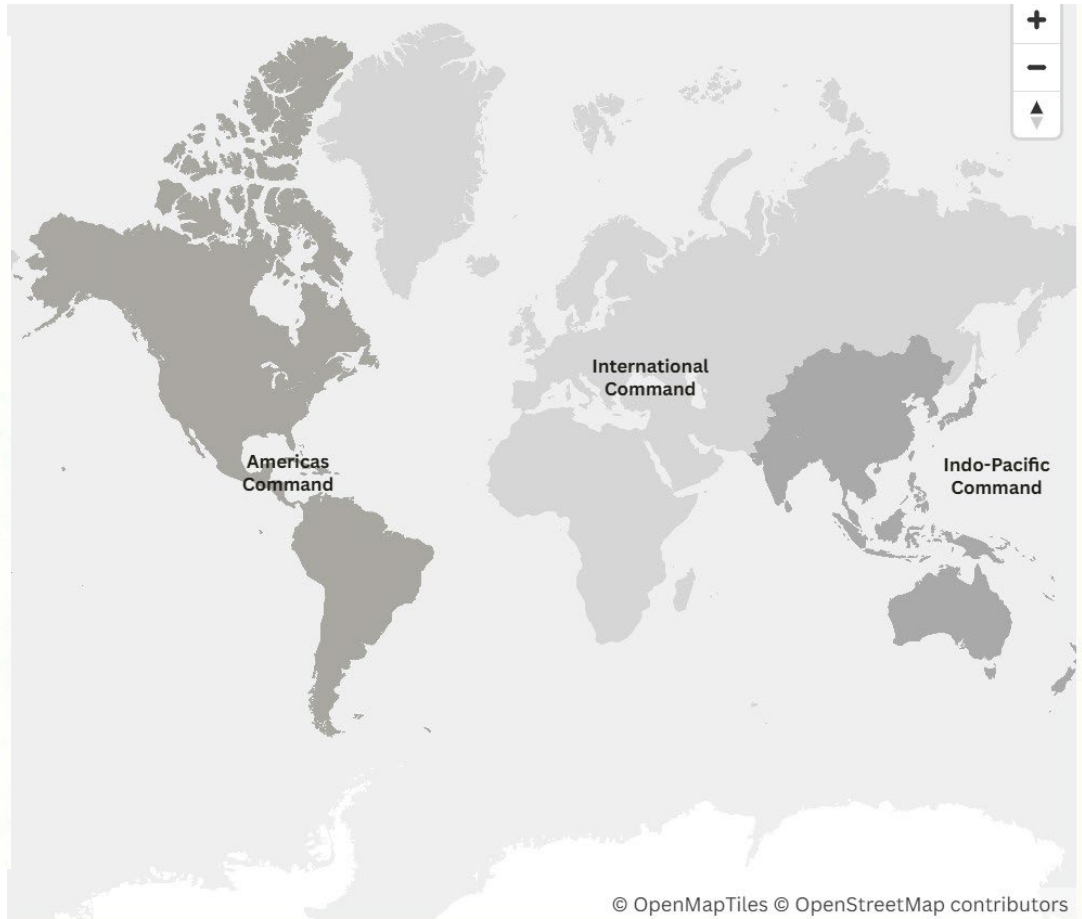 International
Command
Americas
Command
Indo-Pacific
Command
© OpenMapTiles © OpenStreetMap contributors